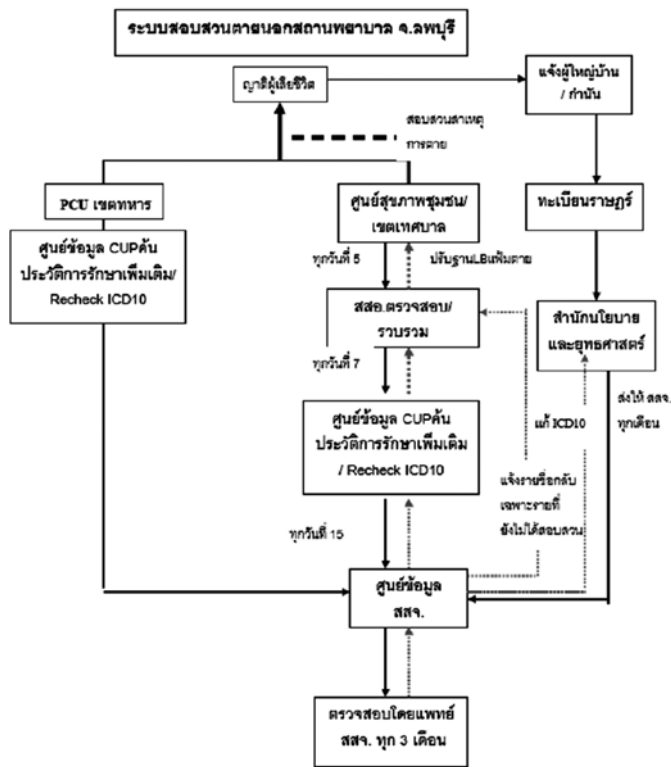 ระบบสอบสวนตายนอกสถานพยาบาล จ.ลพบุรี
ญาติผู้เสียชีวิต
แจ้งผู้ใหญ่บ้าน
/ กำนัน
สอบสวนสาเหตุ
การตาย
PCU เขตทหาร
ศูนย์สุขภาพชุมชน/
เขตเทศบาล
ทะเบียนราษฎร์
ศูนย์ข้อมูล CUPค้น
ประวัติการรักษาเพิ่มเติม/
Recheck ICD10
ทุกวันที่ 5
ปรับฐานLBแฟ้มตาย
สสอ.ตรวจสอบ/
รวบรวม
สำนักนโยบาย
และยุทธศาสตร์
ทุกวันที่ 7
ส่งให้ สสจ.
ทุกเดือน
ศูนย์ข้อมูล CUPค้น
ประวัติการรักษาเพิ่มเติม
/ Recheck ICD10
แก้ ICD10
แจ้งรายชื่อกลับ
เฉพาะรายที่
ยังไม่ได้สอบสวน
ทุกวันที่ 15
ศูนย์ข้อมูล
สสจ.
ตรวจสอบโดยแพทย์
สสจ. ทุก 3 เดือน